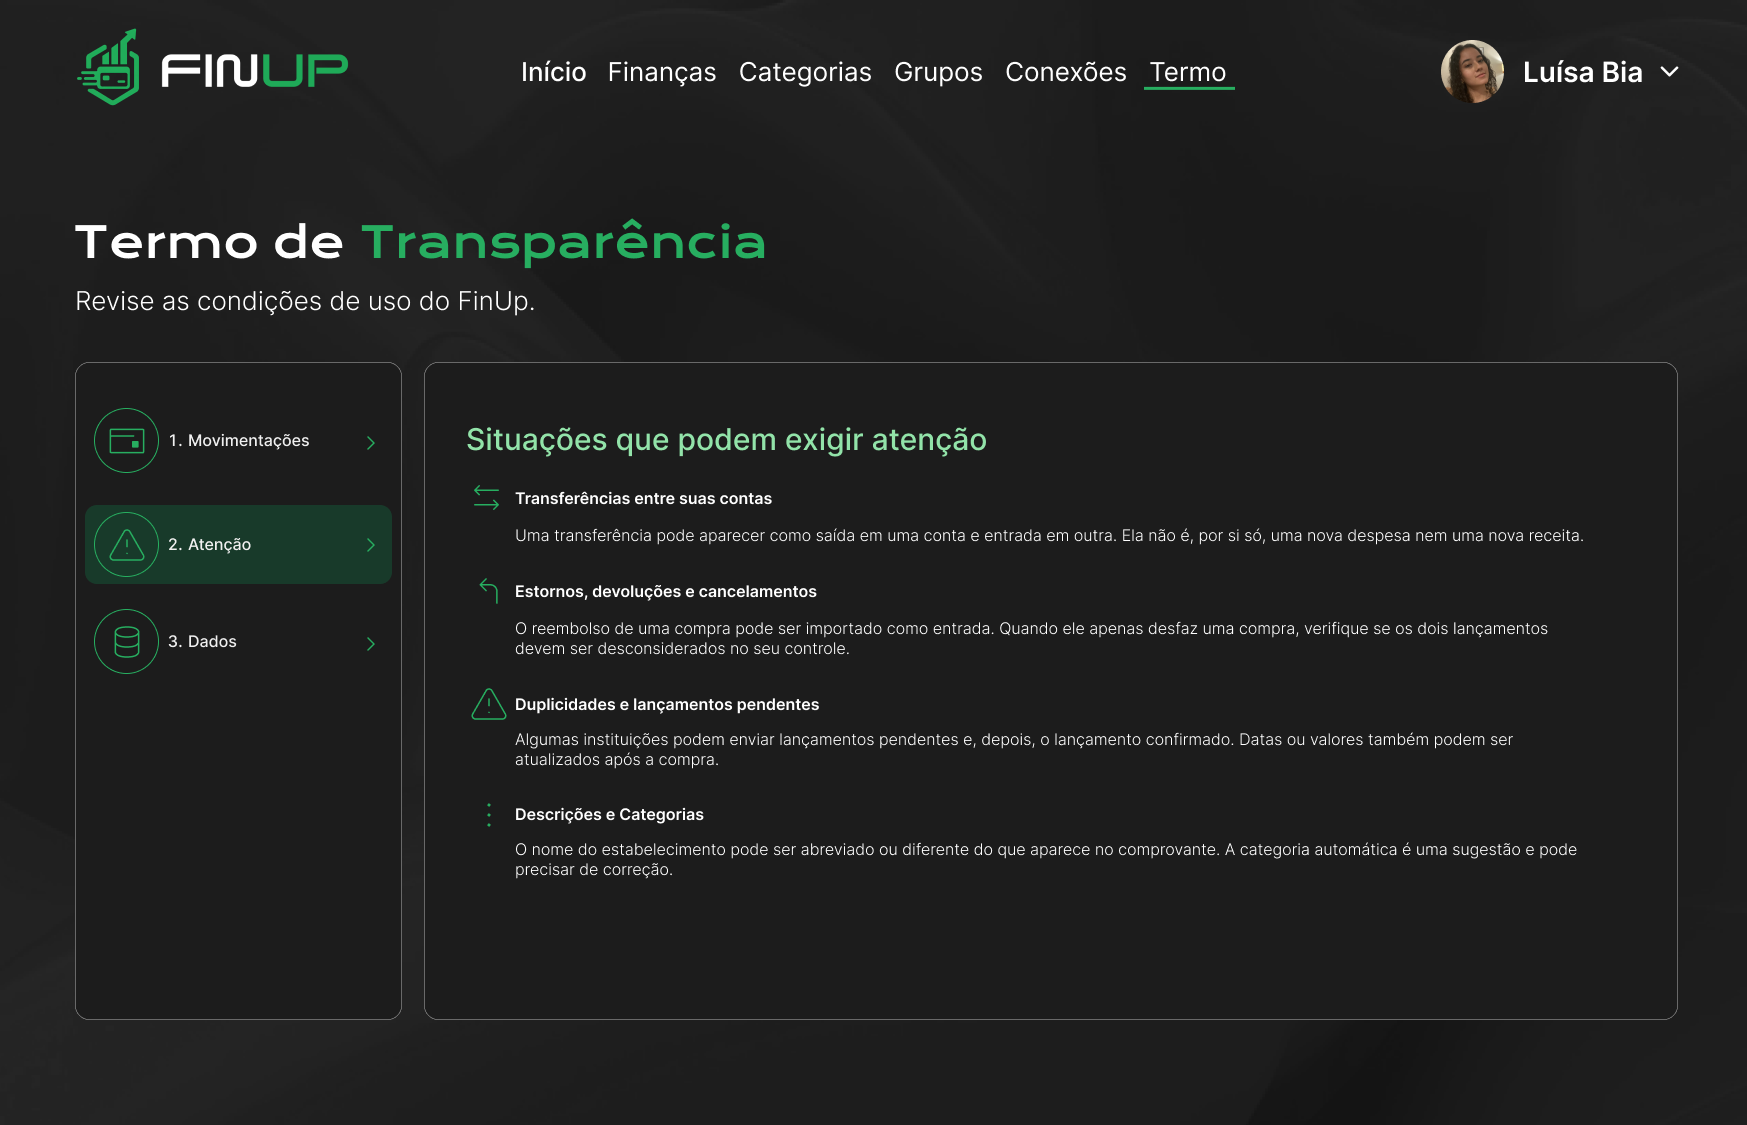 FINUP
Início Finanças Categorias Grupos Conexões Termo
Luísa Bia
Termo de Transparência
Revise as condições de uso do FinUp.
1. Movimentações
2. Atenção
3. Dados
Situações que podem exigir atenção
Transferências entre suas contas
Uma transferência pode aparecer como saída em uma conta e entrada em outra. Ela não é, por si só, uma nova despesa nem uma nova receita.
Estornos, devoluções e cancelamentos
O reembolso de uma compra pode ser importado como entrada. Quando ele apenas desfaz uma compra, verifique se os dois lançamentos
devem ser desconsiderados no seu controle.
Duplicidades e lançamentos pendentes
Algumas instituições podem enviar lançamentos pendentes e, depois, o lançamento confirmado. Datas ou valores também podem ser
atualizados após a compra.
Descrições e Categorias
O nome do estabelecimento pode ser abreviado ou diferente do que aparece no comprovante. A categoria automática é uma sugestão e pode
precisar de correção.